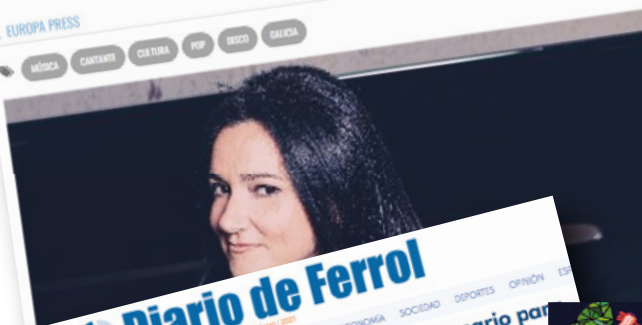 EUROPA PRESS
MÚSICA CANTANTE CULTURA POP DISCO GALICIA
Diario de Ferrol
SOCIEDAD DEPORTES OPINIÓN